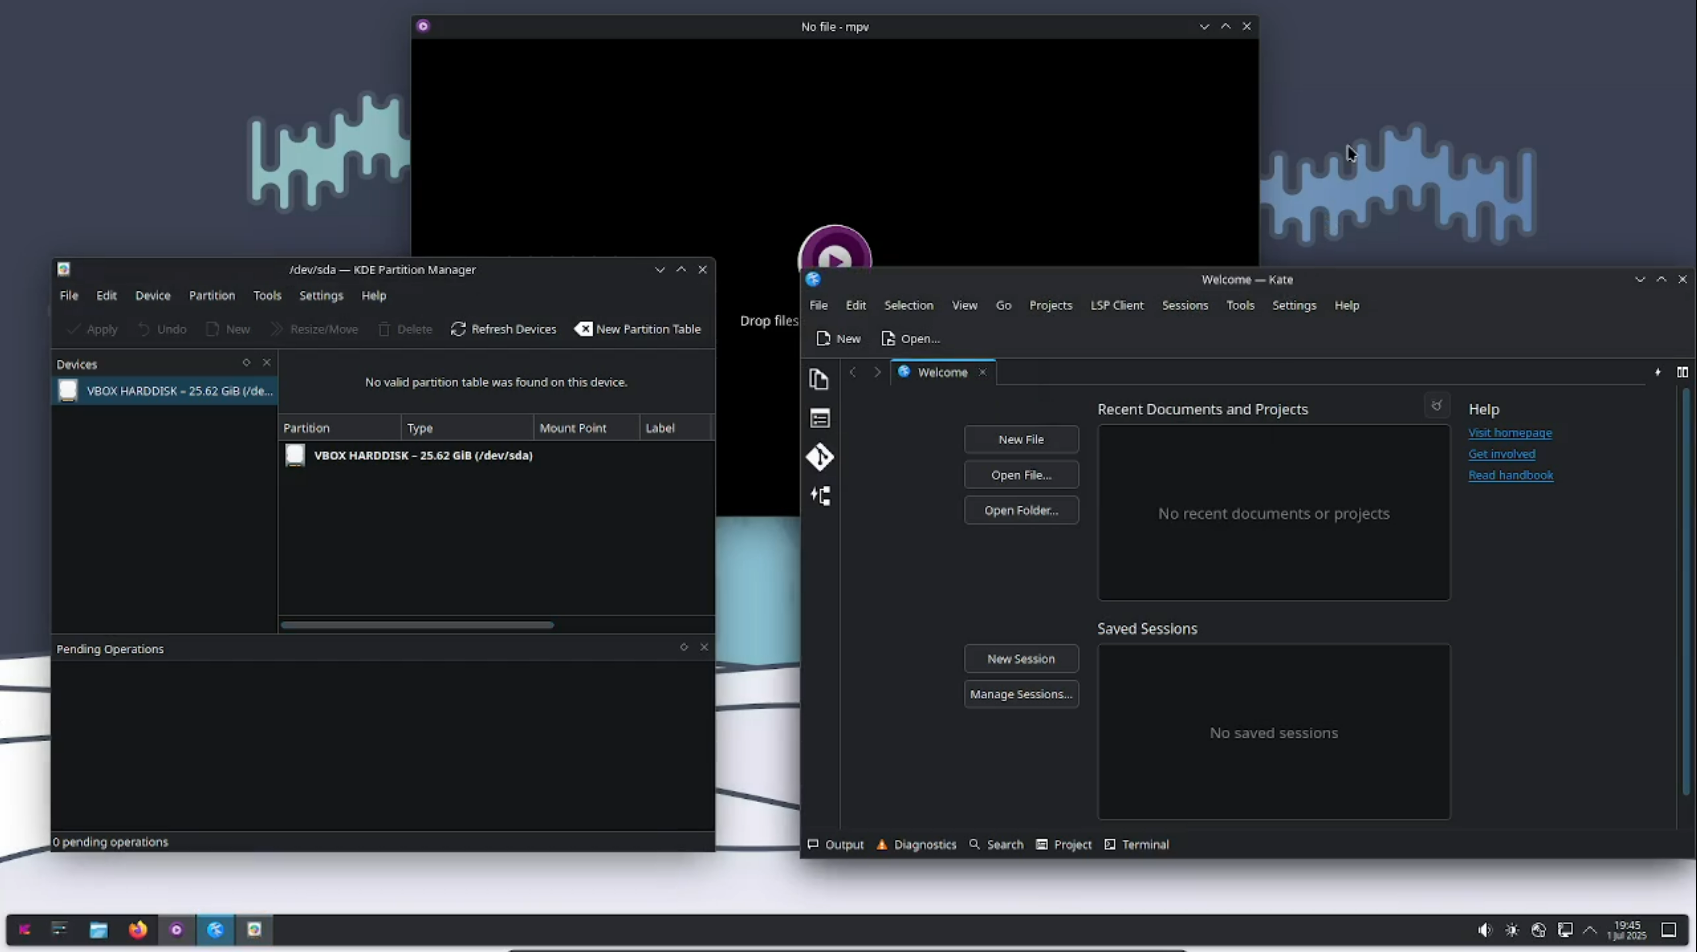 No file - mpv
Drop files
/dev/sda — KDE Partition Manager
File Edit Device Partition Tools Settings Help
Apply Undo New Resize/Move Delete Refresh Devices New Partition Table
Devices
VBOX HARDDISK – 25.62 GiB (/de...
No valid partition table was found on this device.
Partition Type Mount Point Label
VBOX HARDDISK – 25.62 GiB (/dev/sda)
Pending Operations
0 pending operations
Welcome — Kate
File Edit Selection View Go Projects LSP Client Sessions Tools Settings Help
New Open...
Welcome
Recent Documents and Projects
New File
Open File...
Open Folder...
No recent documents or projects
Help
Visit homepage
Get involved
Read handbook
Saved Sessions
New Session
Manage Sessions...
No saved sessions
Output Diagnostics Search Project Terminal
19:45
1 Jul 2025